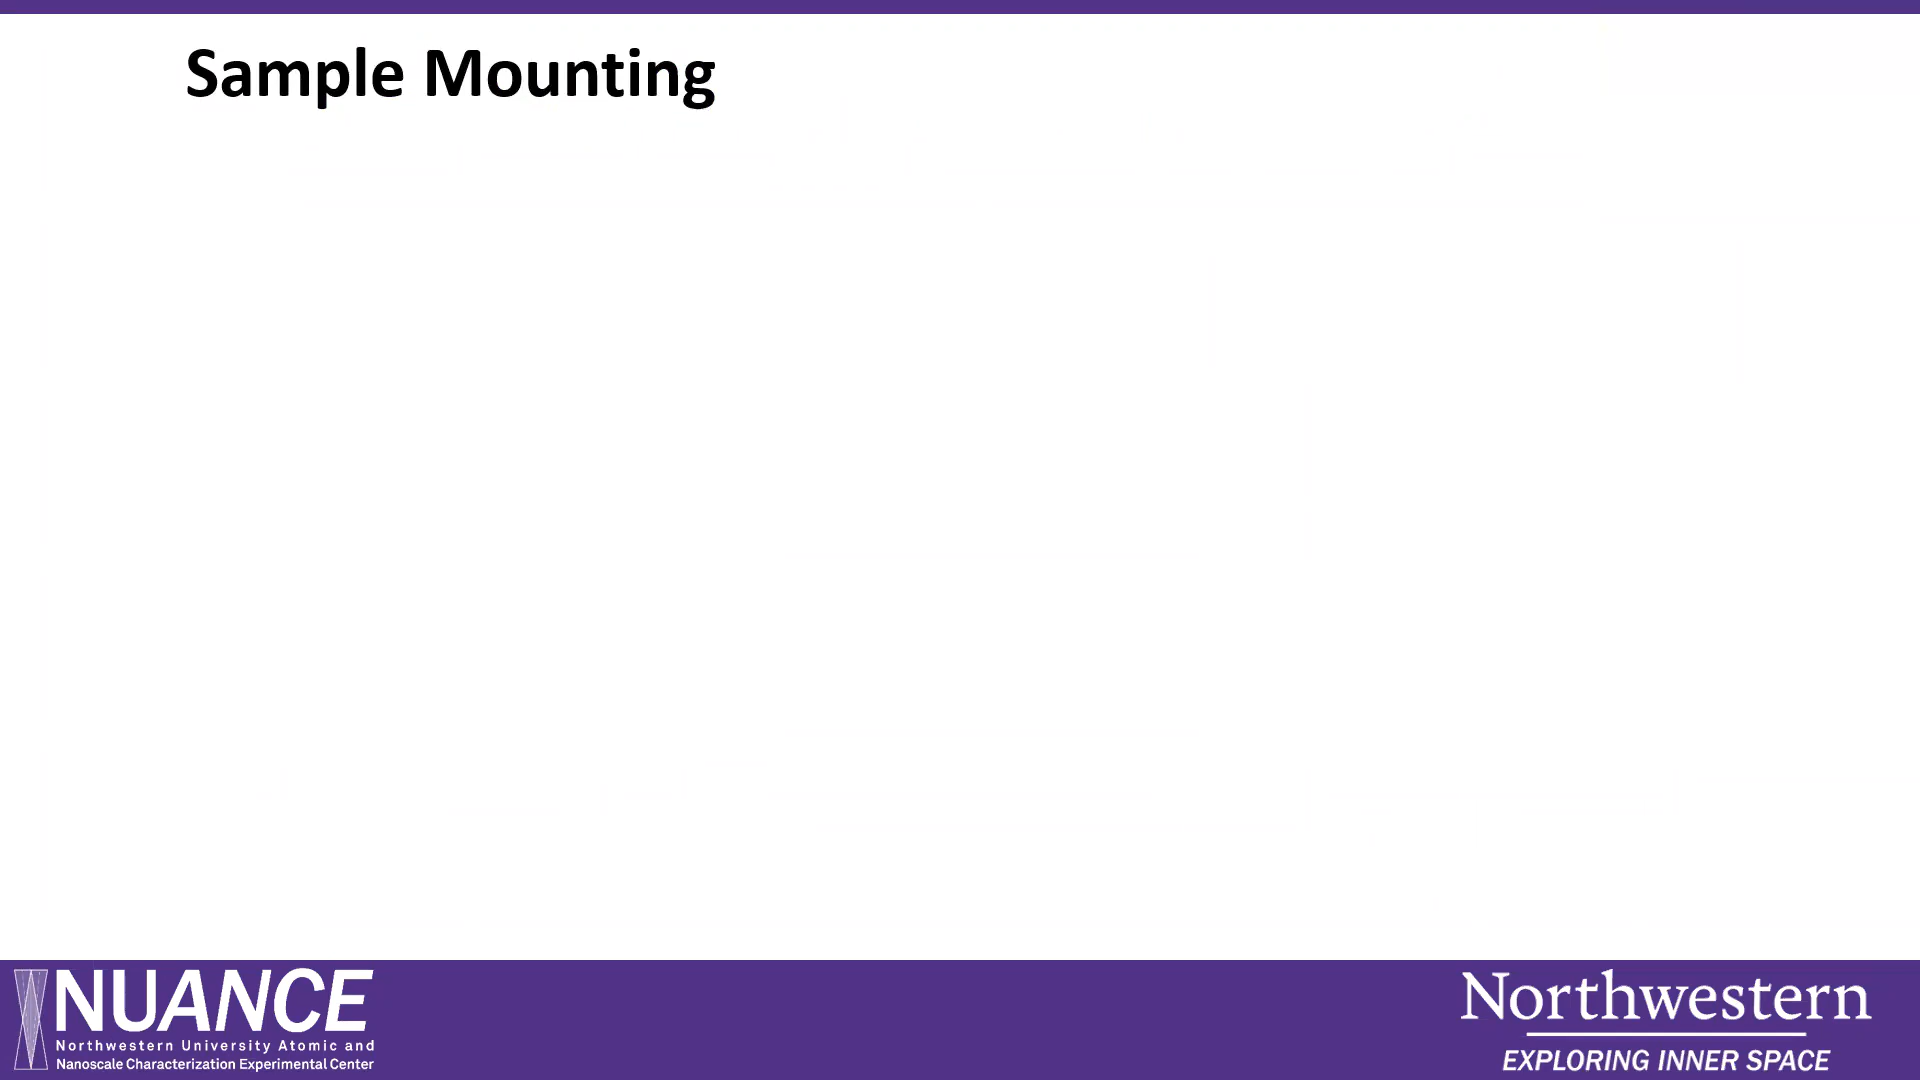 Sample Mounting
NUANCE
Northwestern University Atomic and
Nanoscale Characterization Experimental Center
Northwestern
EXPLORING INNER SPACE